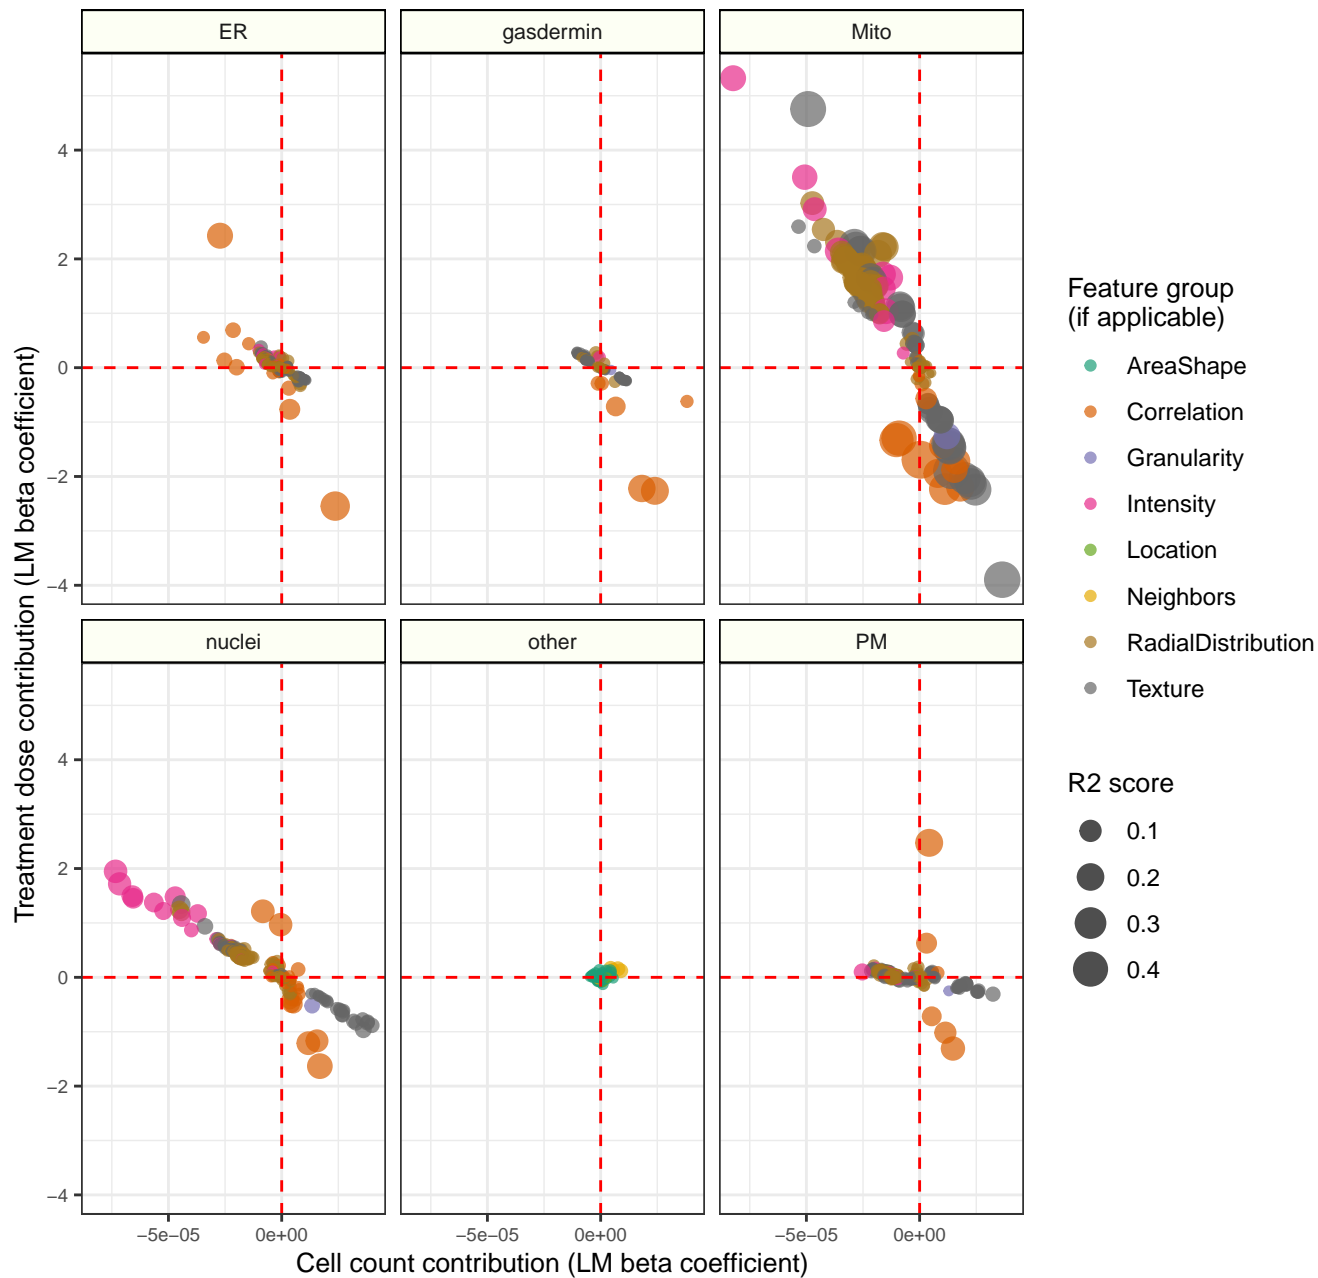 ER
gasdermin
Mito
4
2
0
−2
−4
nuclei
other
PM
4
2
0
−2
−4
−5e−05
0e+00
−5e−05
0e+00
−5e−05
0e+00
Cell count contribution (LM beta coefficient)
Treatment dose contribution (LM beta coefficient)
Feature group
(if applicable)
AreaShape
Correlation
Granularity
Intensity
Location
Neighbors
RadialDistribution
Texture
R2 score
0.1
0.2
0.3
0.4